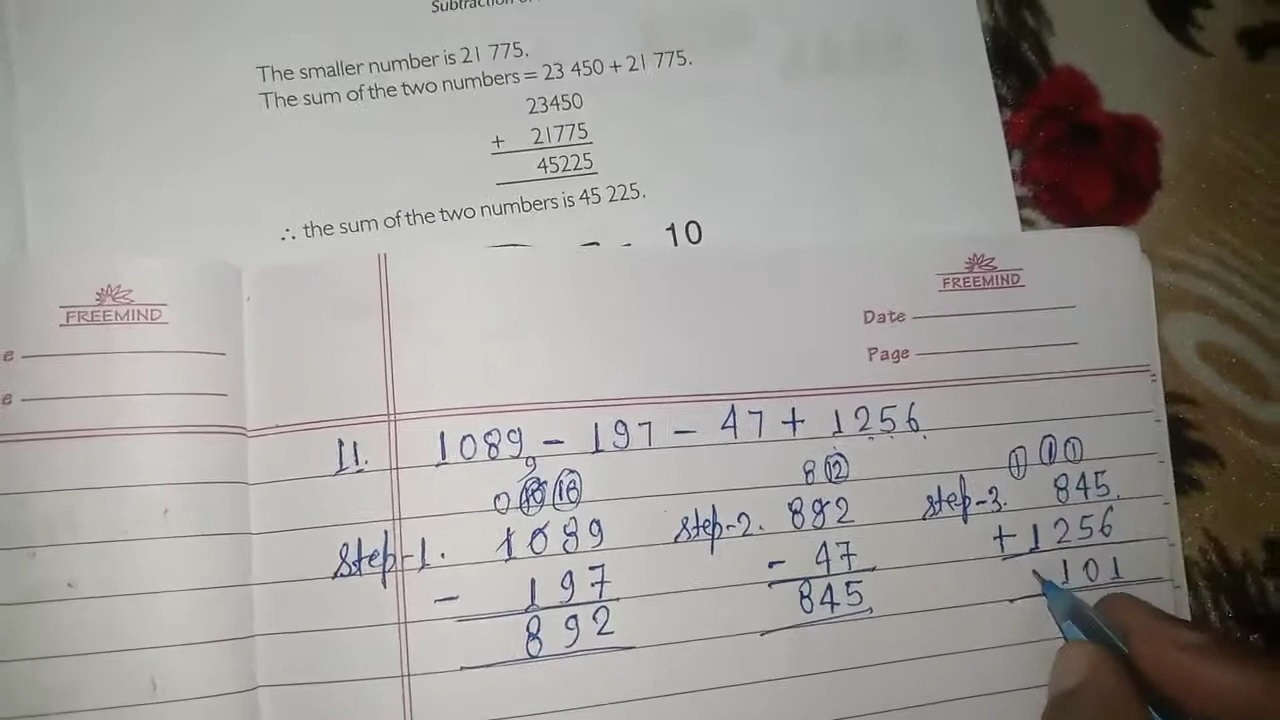 Subtraction
The smaller number is 21 775.
The sum of the two numbers = 23 450 + 21 775.
23450
+ 21775
45225
∴ the sum of the two numbers is 45 225.
10
FREEMIND
e
e
FREEMIND
Date
Page
11. 1089 - 197 - 47 + 1256
9
0 18
Step-1. 1089
- 197
892
8 12
Step-2. 892
- 47
845
1 1 1
Step-3. 845
+ 1256
101